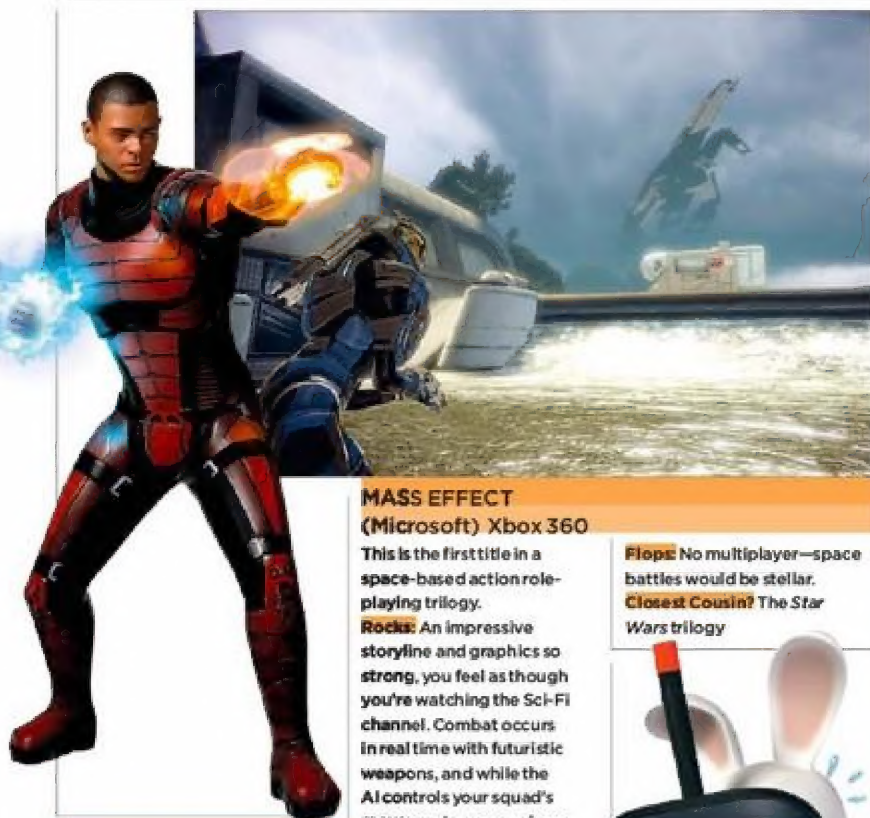 MASS EFFECT
(Microsoft) Xbox 360
This is the first title in a
space-based action role-
playing trilogy.
Rocks: An impressive
storyline and graphics so
strong, you feel as though
you're watching the Sci-Fi
channel. Combat occurs
in real time with futuristic
weapons, and while the
AI controls your squad's
Flops: No multiplayer—space
battles would be stellar.
Closest Cousin? The Star
Wars trilogy